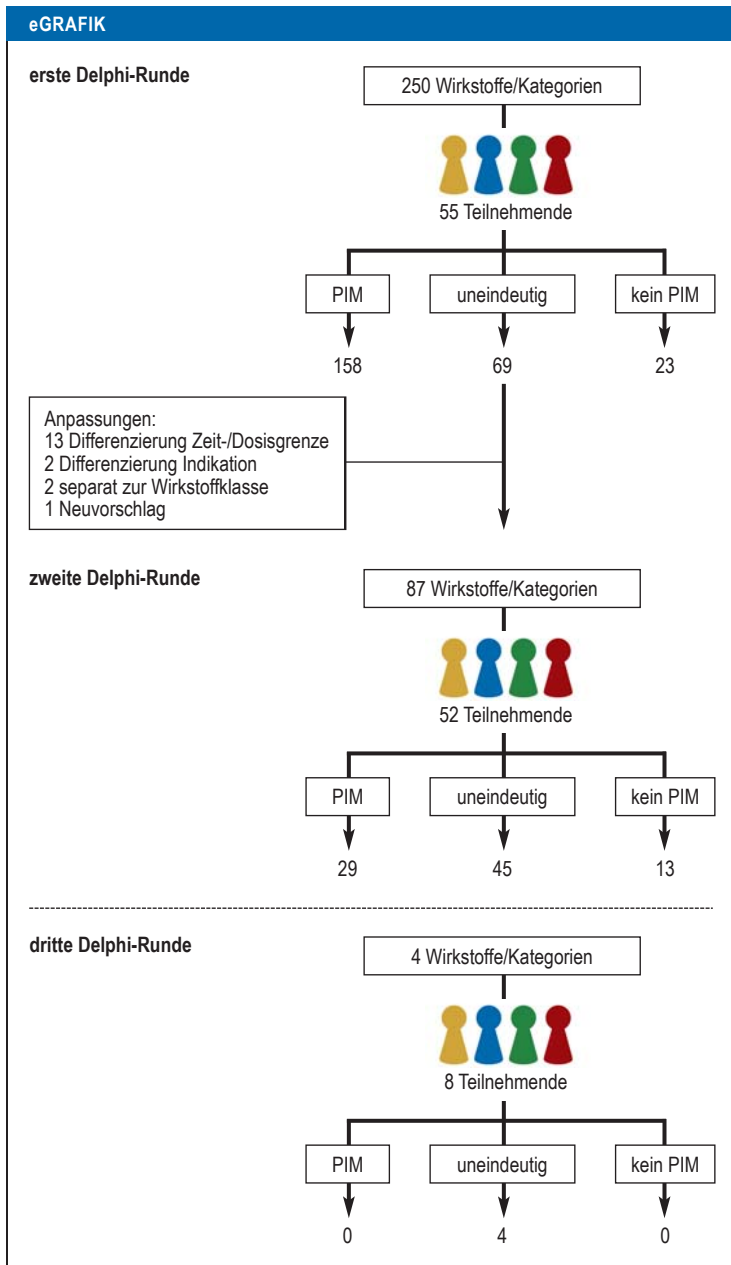 eGRAFIK
erste Delphi-Runde
250 Wirkstoffe/Kategorien
55 Teilnehmende
PIM
uneindeutig
kein PIM
158
69
23
Anpassungen:
13 Differenzierung Zeit-/Dosisgrenze
2 Differenzierung Indikation
2 separat zur Wirkstoffklasse
1 Neuvorschlag
zweite Delphi-Runde
87 Wirkstoffe/Kategorien
52 Teilnehmende
PIM
uneindeutig
kein PIM
29
45
13
dritte Delphi-Runde
4 Wirkstoffe/Kategorien
8 Teilnehmende
PIM
uneindeutig
kein PIM
0
4
0